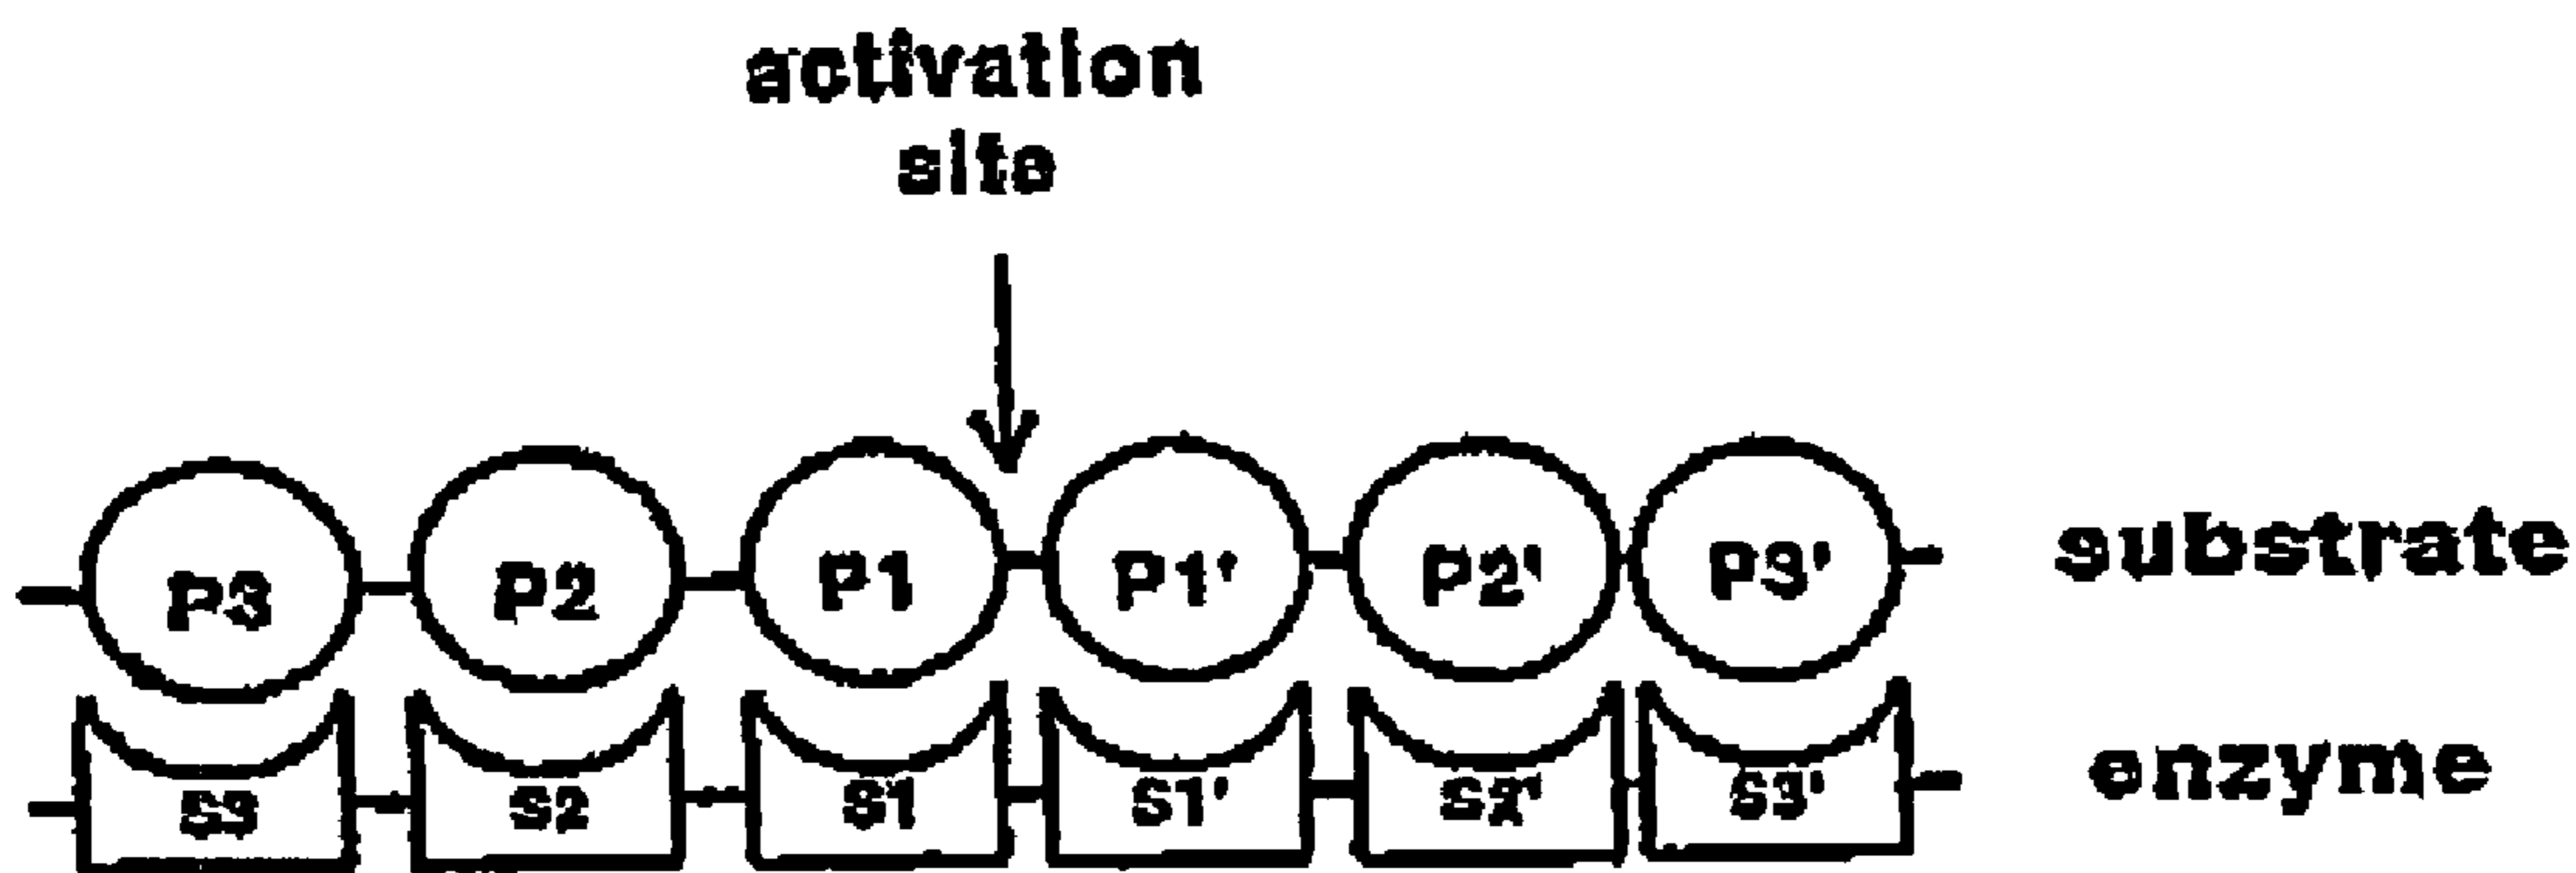 activation
site
P3 P2 P1 P1' P2' P3' substrate
S3 S2 S1 S1' S2' S3' enzyme